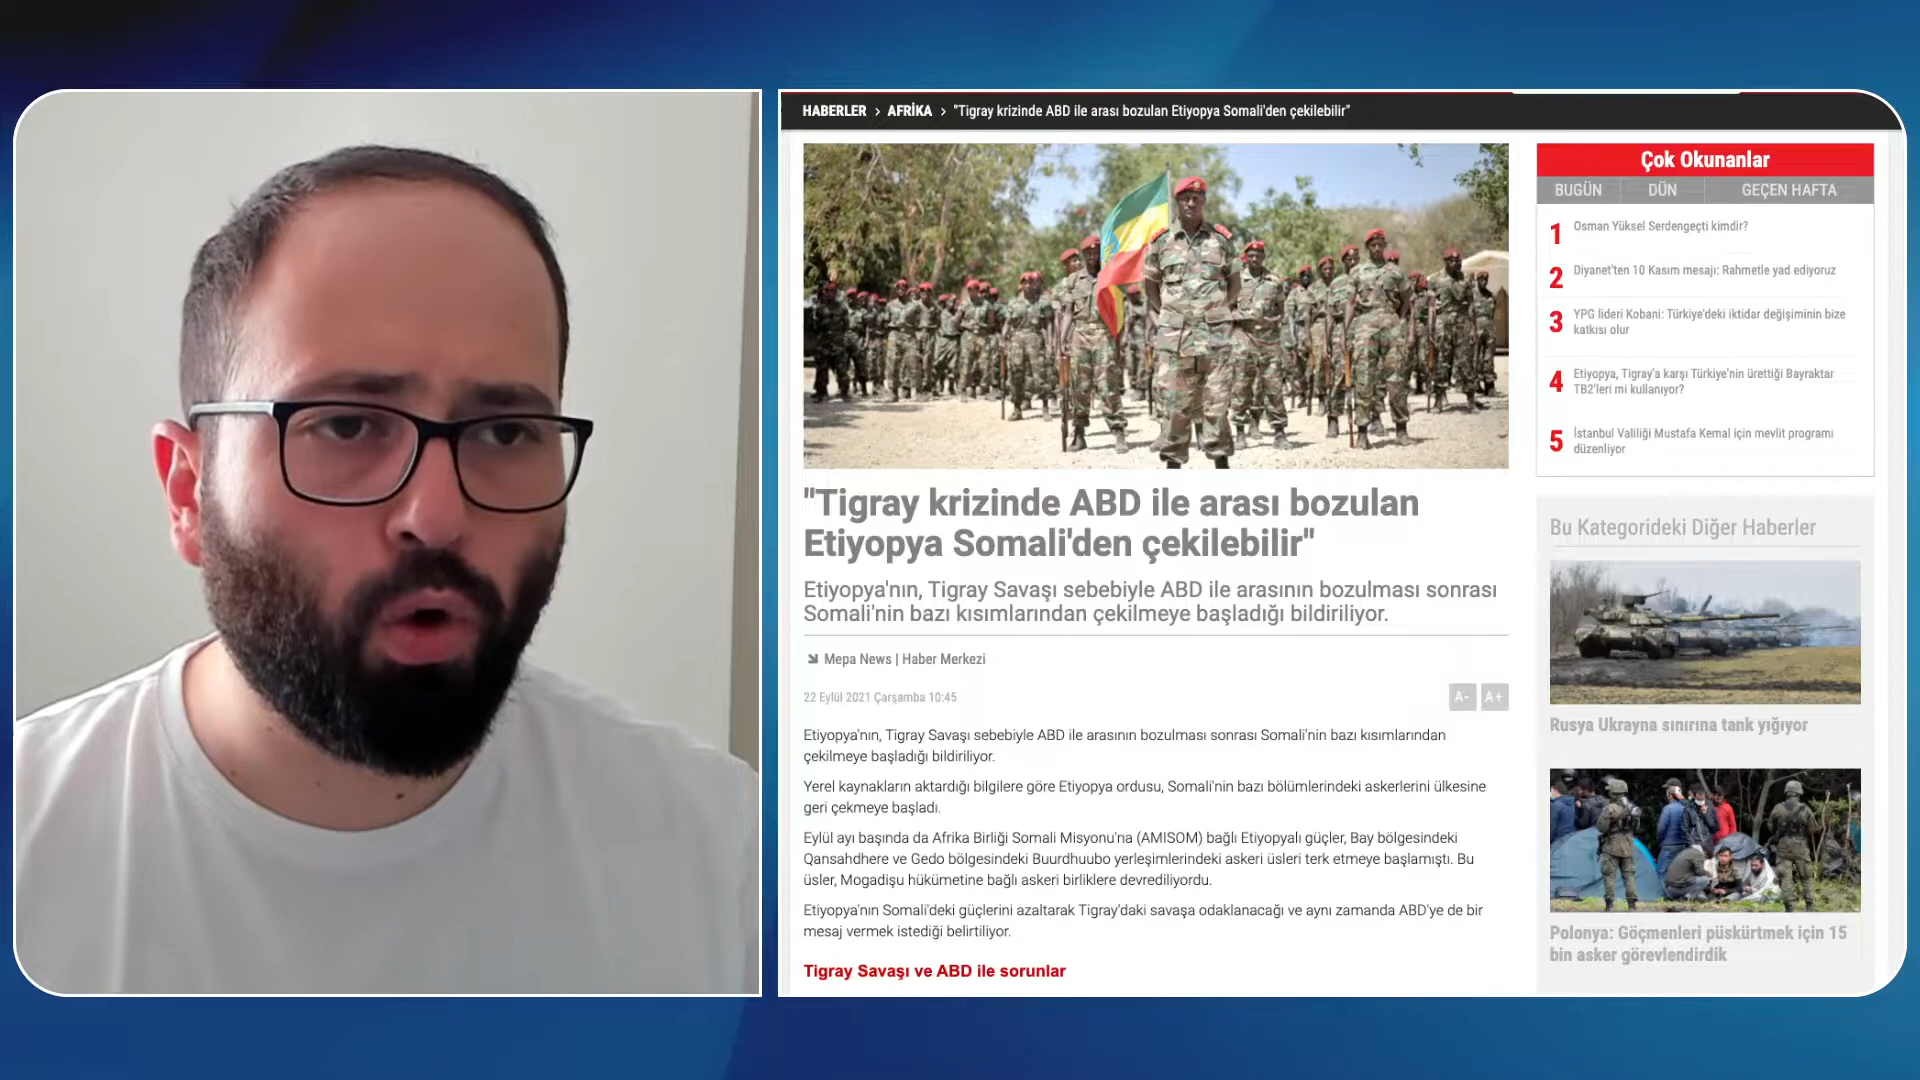 HABERLER > AFRİKA > "Tigray krizinde ABD ile arası bozulan Etiyopya Somali'den çekilebilir"
"Tigray krizinde ABD ile arası bozulan
Etiyopya Somali'den çekilebilir"
Etiyopya'nın, Tigray Savaşı sebebiyle ABD ile arasının bozulması sonrası
Somali'nin bazı kısımlarından çekilmeye başladığı bildiriliyor.
Mepa News | Haber Merkezi
22 Eylül 2021 Çarşamba 10:45
A- A+
Etiyopya'nın, Tigray Savaşı sebebiyle ABD ile arasının bozulması sonrası Somali'nin bazı kısımlarından
çekilmeye başladığı bildiriliyor.
Yerel kaynakların aktardığı bilgilere göre Etiyopya ordusu, Somali'nin bazı bölümlerindeki askerlerini ülkesine
geri çekmeye başladı.
Eylül ayı başında da Afrika Birliği Somali Misyonu'na (AMISOM) bağlı Etiyopyalı güçler, Bay bölgesindeki
Qansahdhere ve Gedo bölgesindeki Buurdhuubo yerleşimlerindeki askeri üsleri terk etmeye başlamıştı. Bu
üsler, Mogadişu hükümetine bağlı askeri birliklere devrediliyordu.
Etiyopya'nın Somali'deki güçlerini azaltarak Tigray'daki savaşa odaklanacağı ve aynı zamanda ABD'ye de bir
mesaj vermek istediği belirtiliyor.
Tigray Savaşı ve ABD ile sorunlar
Çok Okunanlar
BUGÜN DÜN GEÇEN HAFTA
1 Osman Yüksel Serdengeçti kimdir?
2 Diyanet'ten 10 Kasım mesajı: Rahmetle yad ediyoruz
3 YPG lideri Kobani: Türkiye'deki iktidar değişiminin bize
katkısı olur
4 Etiyopya, Tigray'a karşı Türkiye'nin ürettiği Bayraktar
TB2'leri mi kullanıyor?
5 İstanbul Valiliği Mustafa Kemal için mevlit programı
düzenliyor
Bu Kategorideki Diğer Haberler
Rusya Ukrayna sınırına tank yığıyor
Polonya: Göçmenleri püskürtmek için 15
bin asker görevlendirdik